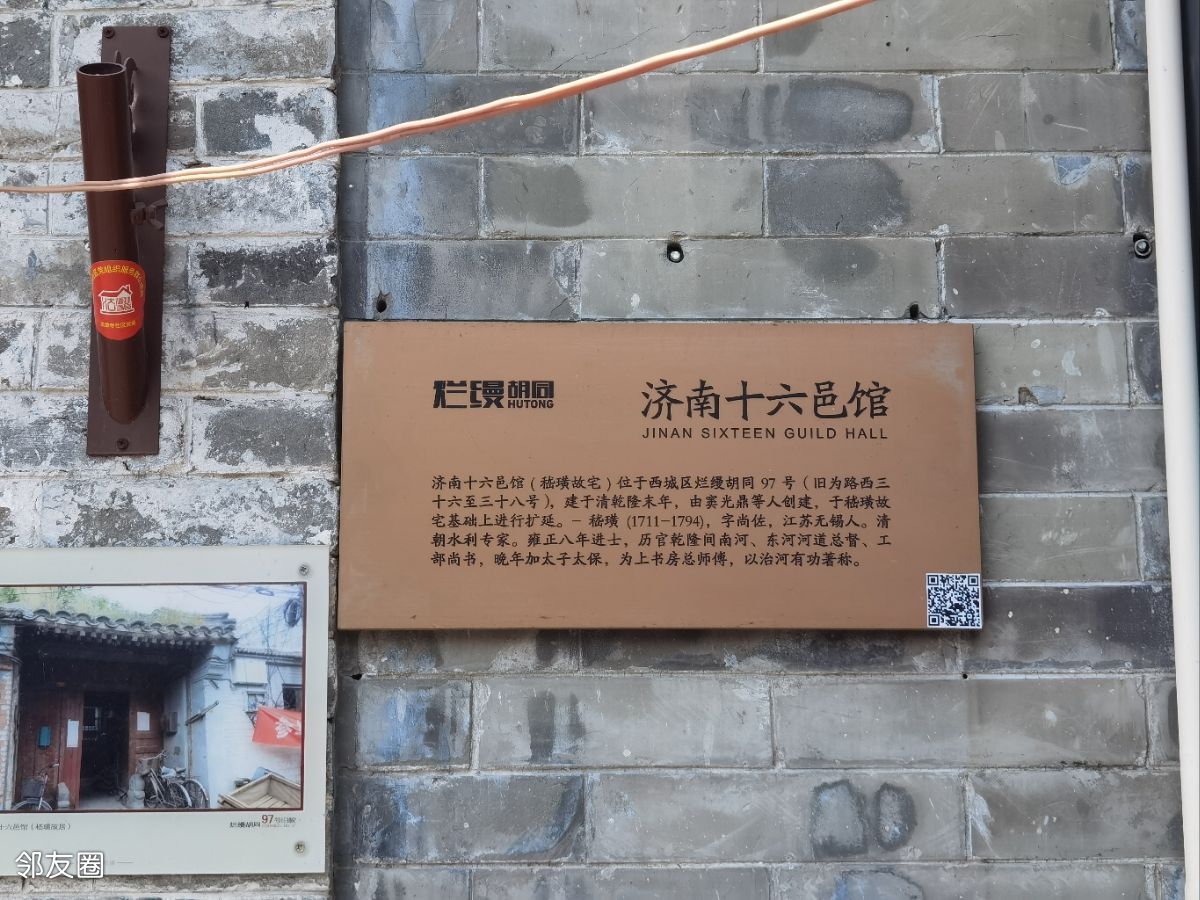 烂缦胡同
HUTONG
济南十六邑馆
JINAN SIXTEEN GUILD HALL
济南十六邑馆（嵇璜故宅）位于西城区烂缦胡同 97 号（旧为路西三
十六至三十八号），建于清乾隆末年，由窦光鼐等人创建，于嵇璜故
宅基础上进行扩延。- 嵇璜 (1711-1794)，字尚佐，江苏无锡人。清
朝水利专家。雍正八年进士，历官乾隆间南河、东河河道总督、工
部尚书，晚年加太子太保，为上书房总师傅，以治河有功著称。
十六邑馆（嵇璜故居）
烂缦胡同 97
邻友圈